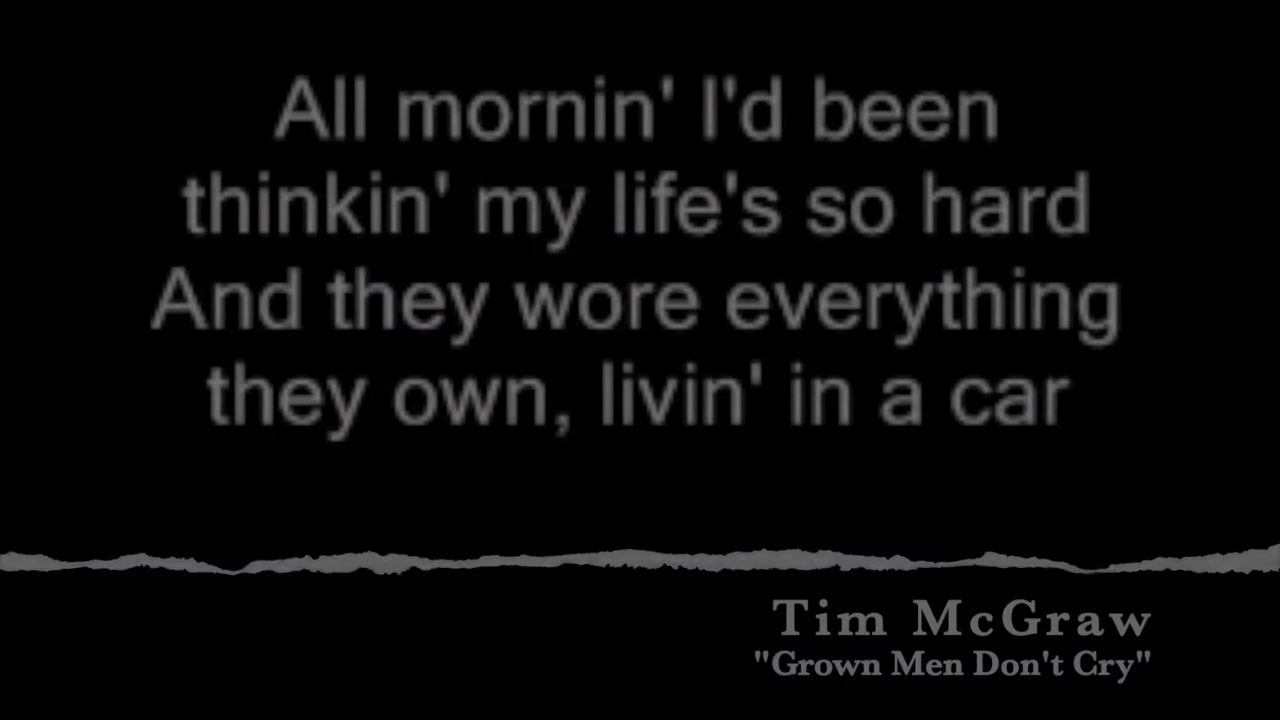 All mornin' I'd been
thinkin' my life's so hard
And they wore everything
they own, livin' in a car
Tim McGraw
"Grown Men Don't Cry"